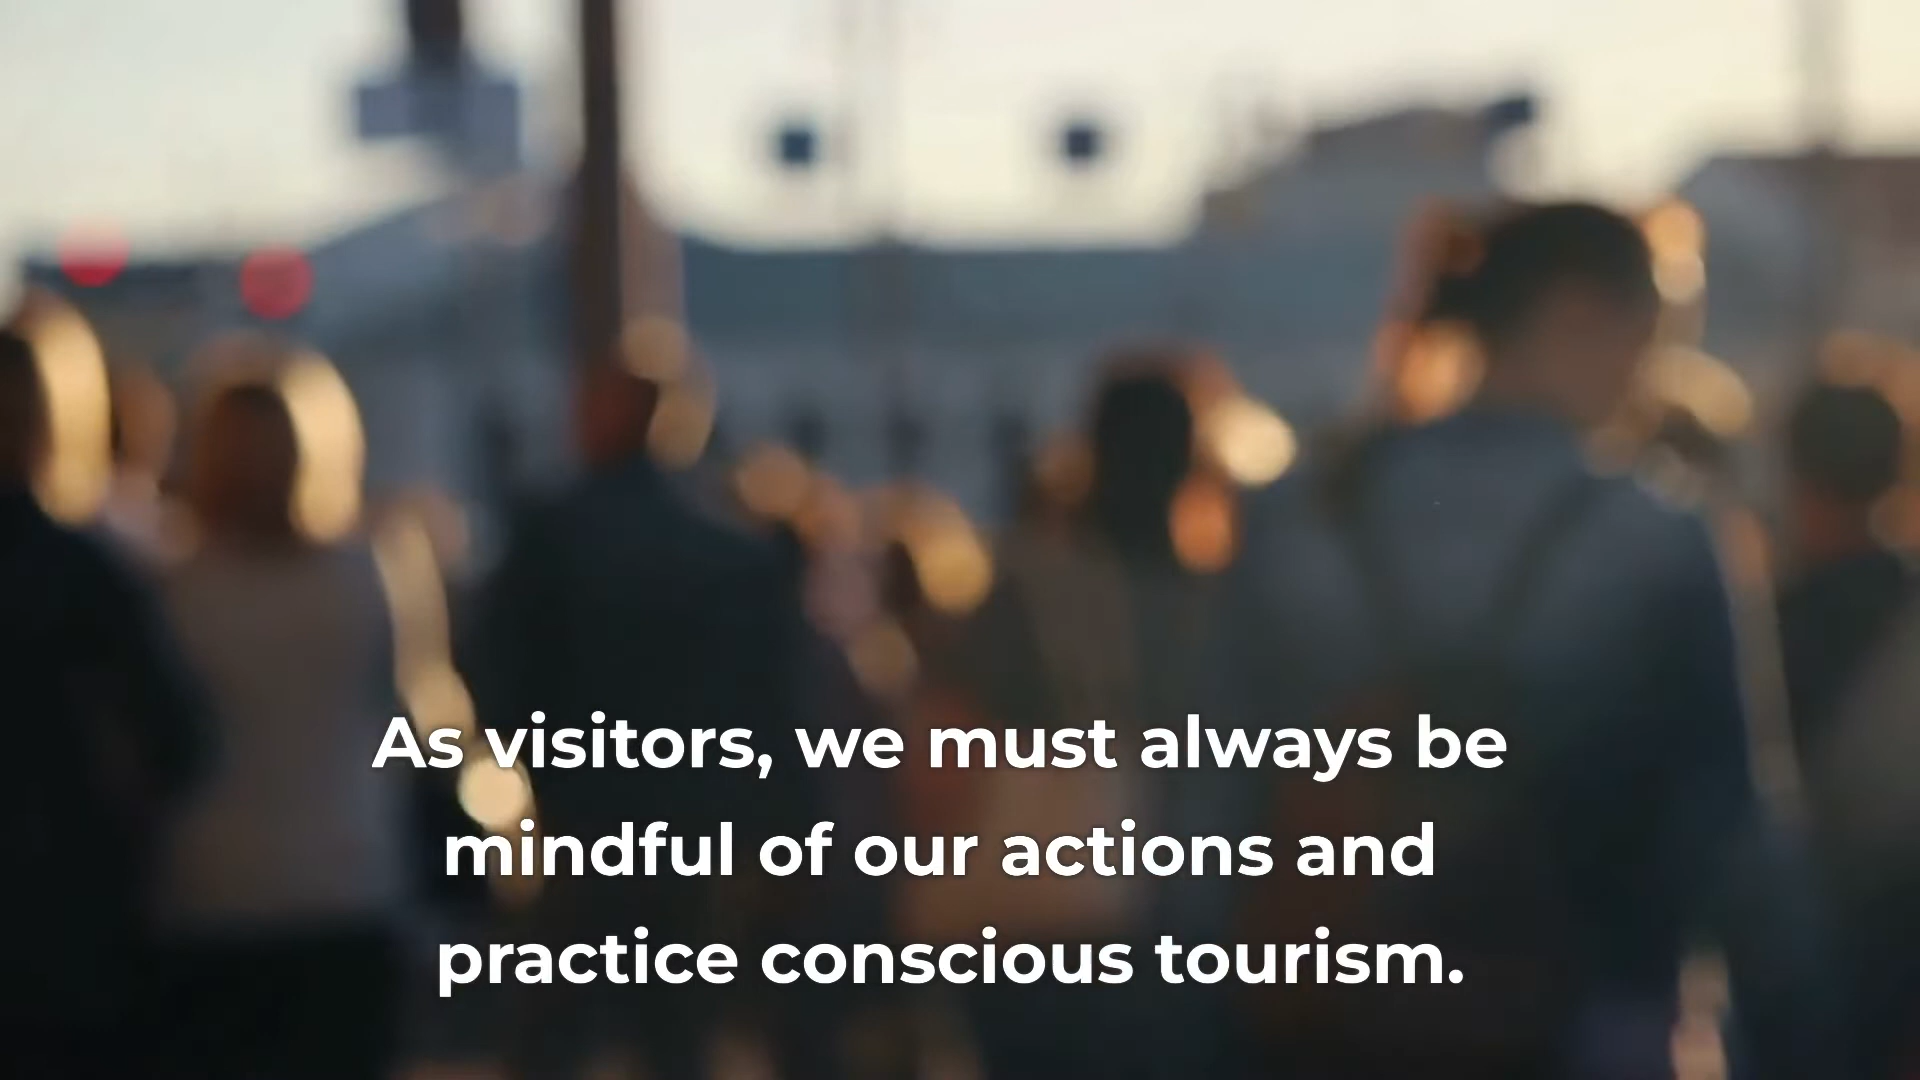 As visitors, we must always be
mindful of our actions and
practice conscious tourism.